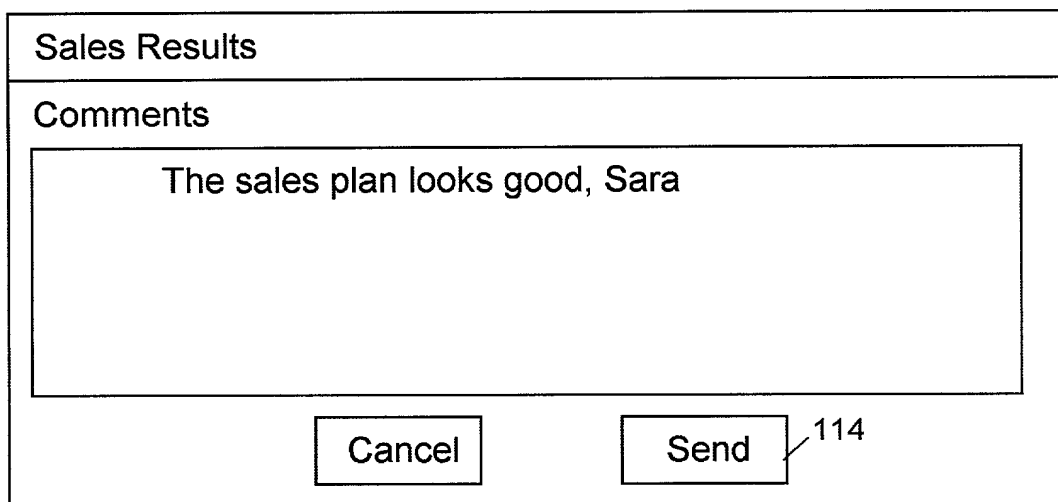 Sales Results
Comments
The sales plan looks good, Sara
Cancel
Send
114